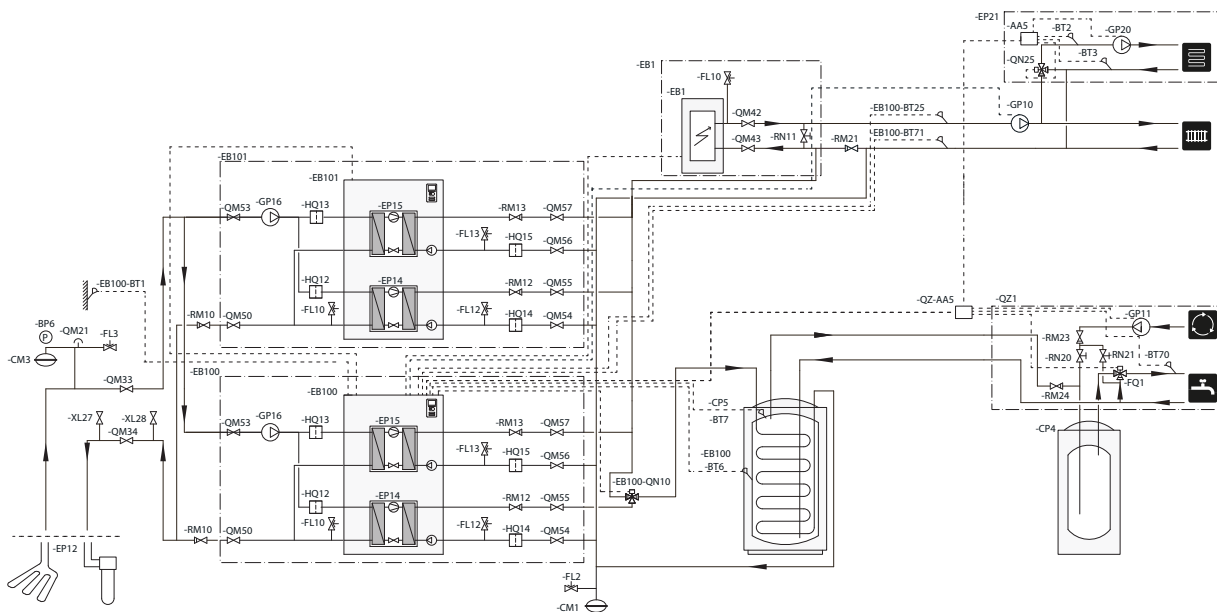 -EP21
-AA5
-BT2
-GP20
-BT3
-QN25
-EB1
-FL10
-EB1
-QM42
-EB100-BT25
-GP10
-QM43
-RN11
-RM21
-EB100-BT71
-EB101
-EB101
-QM53
-GP16
-HQ13
-EP15
-RM13
-QM57
-FL13
-HQ15
-QM56
-HQ12
-EP14
-RM12
-QM55
-FL10
-FL12
-RM10
-QM50
-HQ14
-QM54
-EB100-BT1
-BP6
P
-QM21
-FL3
-CM3
-QM33
-XL27
-XL28
-QM34
-EB100
-EB100
-QM53
-GP16
-HQ13
-EP15
-RM13
-QM57
-FL13
-HQ15
-QM56
-HQ12
-EP14
-RM12
-QM55
-FL10
-FL12
-RM10
-QM50
-HQ14
-QM54
-EP12
-EB100-QN10
-FL2
-CM1
-QZ-AA5
-QZ1
-GP11
-RM23
-RN20
-RN21
-BT70
-FQ1
-RM24
-CP5
-BT7
-EB100
-BT6
-CP4